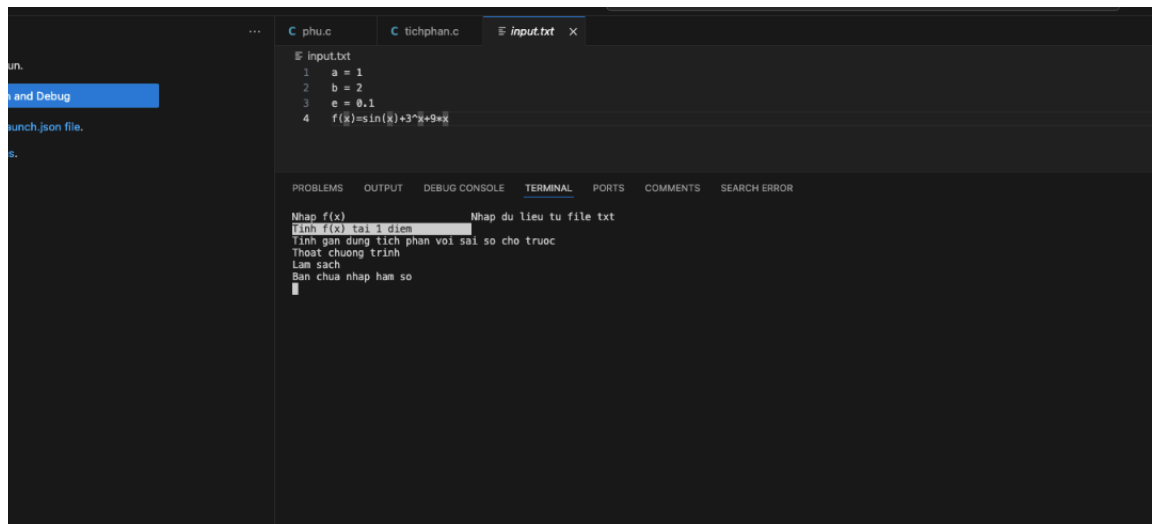 C phu.c C tichphan.c input.txt ×
input.txt
1 a = 1
2 b = 2
3 e = 0.1
4 f(x)=sin(x)+3^x+9*x
un.
and Debug
aunch.json file.
s.
PROBLEMS OUTPUT DEBUG CONSOLE TERMINAL PORTS COMMENTS SEARCH ERROR
Nhap f(x) Nhap du lieu tu file txt
Tinh f(x) tai 1 diem
Tinh gan dung tich phan voi sai so cho truoc
Thoat chuong trinh
Lam sach
Ban chua nhap ham so